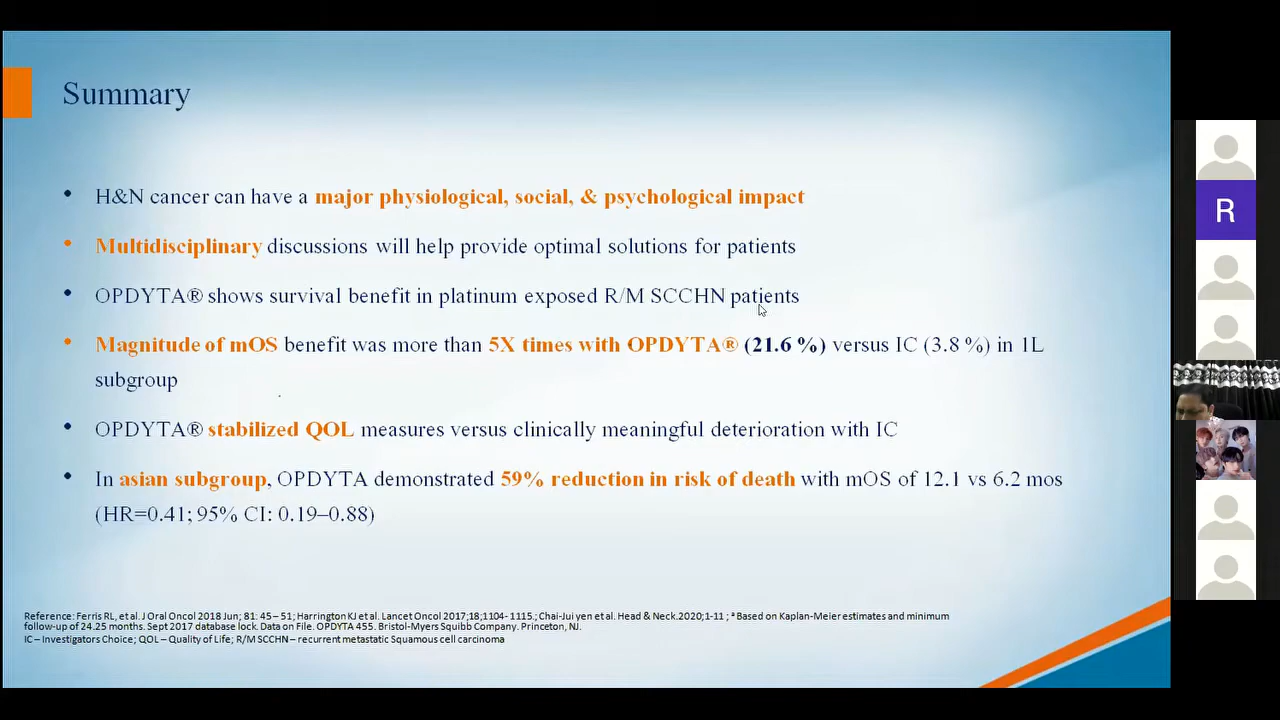 Summary
• H&N cancer can have a major physiological, social, & psychological impact
• Multidisciplinary discussions will help provide optimal solutions for patients
• OPDYTA® shows survival benefit in platinum exposed R/M SCCHN patients
• Magnitude of mOS benefit was more than 5X times with OPDYTA® (21.6 %) versus IC (3.8 %) in 1L
subgroup
• OPDYTA® stabilized QOL measures versus clinically meaningful deterioration with IC
• In asian subgroup, OPDYTA demonstrated 59% reduction in risk of death with mOS of 12.1 vs 6.2 mos
(HR=0.41; 95% CI: 0.19–0.88)
Reference: Ferris RL, et al. J Oral Oncol 2018 Jun; 81: 45– 51; Harrington KJ et al. Lancet Oncol 2017;18;1104- 1115.; Chai-Jui yen et al. Head & Neck.2020;1-11 ; ª Based on Kaplan-Meier estimates and minimum
follow-up of 24.25 months. Sept 2017 database lock. Data on File. OPDYTA 455. Bristol-Myers Squibb Company. Princeton, NJ.
IC – Investigators Choice; QOL – Quality of Life; R/M SCCHN – recurrent metastatic Squamous cell carcinoma
R